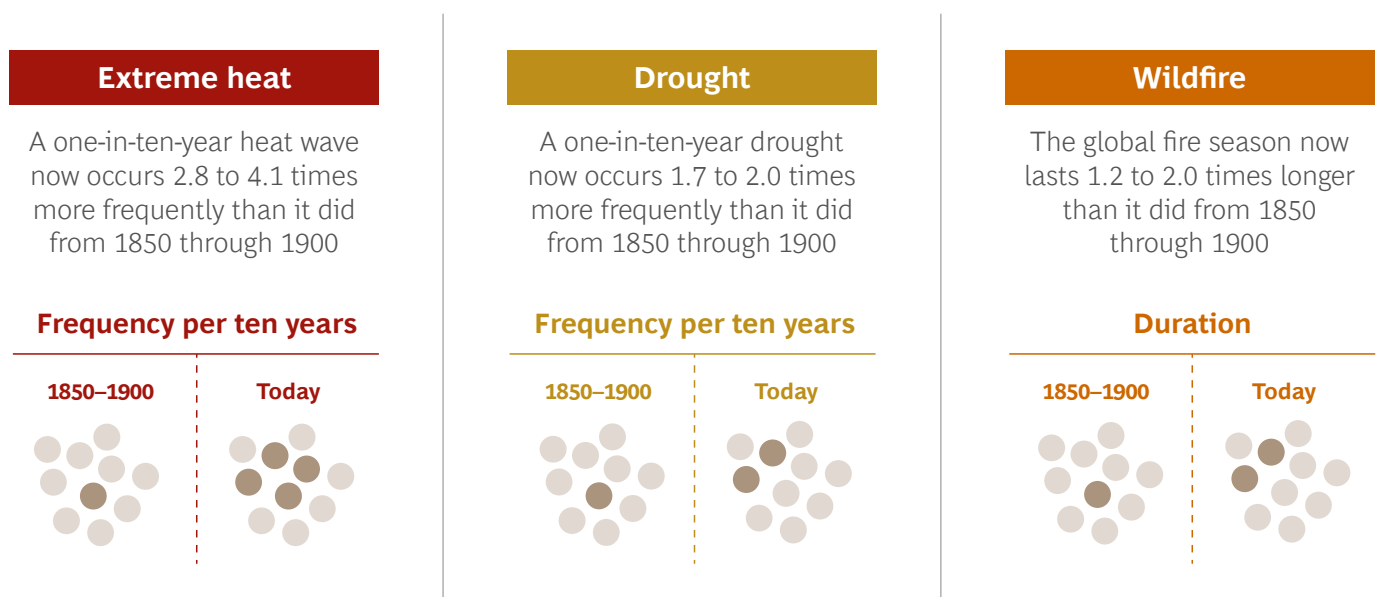 Extreme heat
A one-in-ten-year heat wave
now occurs 2.8 to 4.1 times
more frequently than it did
from 1850 through 1900
Frequency per ten years
1850–1900
Today
Drought
A one-in-ten-year drought
now occurs 1.7 to 2.0 times
more frequently than it did
from 1850 through 1900
Frequency per ten years
1850–1900
Today
Wildfire
The global fire season now
lasts 1.2 to 2.0 times longer
than it did from 1850
through 1900
Duration
1850–1900
Today